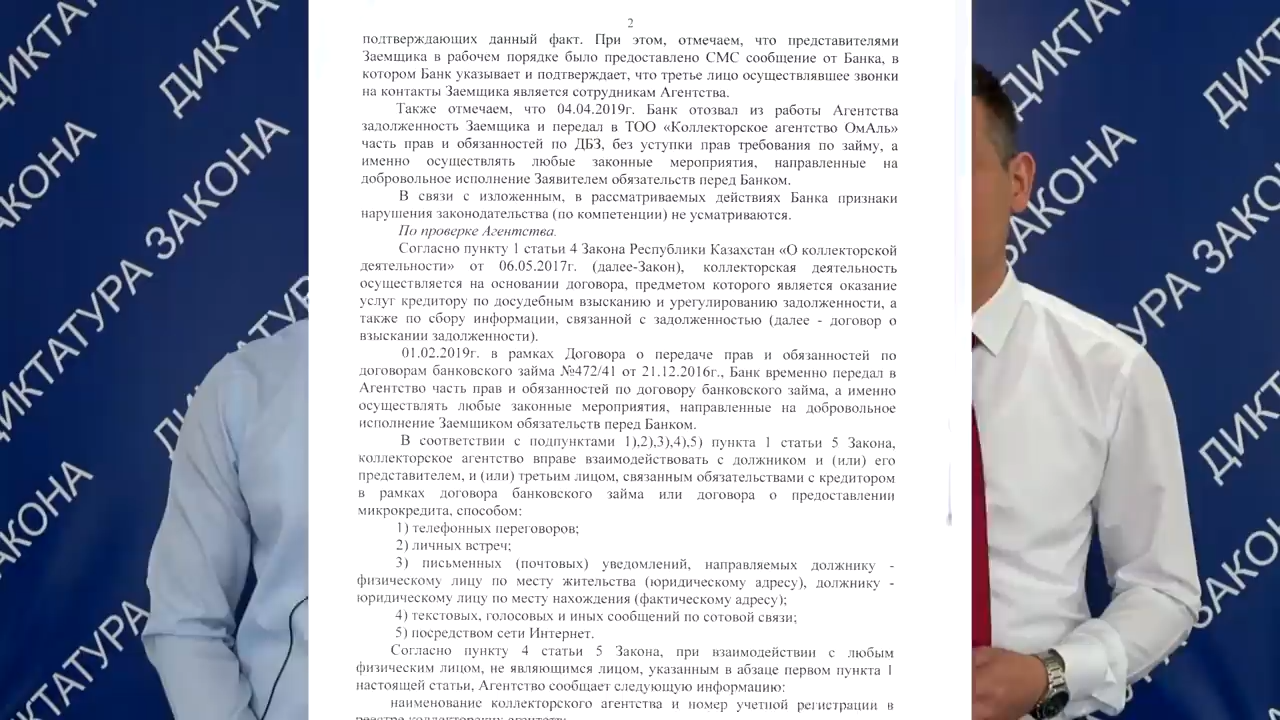 2
подтверждающих данный факт. При этом, отмечаем, что представителями
Заемщика в рабочем порядке было предоставлено СМС сообщение от Банка, в
котором Банк указывает и подтверждает, что третье лицо осуществлявшее звонки
на контакты Заемщика является сотрудникам Агентства.
Также отмечаем, что 04.04.2019г. Банк отозвал из работы Агентства
задолженность Заемщика и передал в ТОО «Коллекторское агентство ОмАль»
часть прав и обязанностей по ДБЗ, без уступки прав требования по займу, а
именно осуществлять любые законные мероприятия, направленные на
добровольное исполнение Заявителем обязательств перед Банком.
В связи с изложенным, в рассматриваемых действиях Банка признаки
нарушения законодательства (по компетенции) не усматриваются.
По проверке Агентства.
Согласно пункту 1 статьи 4 Закона Республики Казахстан «О коллекторской
деятельности» от 06.05.2017г. (далее-Закон), коллекторская деятельность
осуществляется на основании договора, предметом которого является оказание
услуг кредитору по досудебным взысканию и урегулированию задолженности, а
также по сбору информации, связанной с задолженностью (далее - договор о
взыскании задолженности).
01.02.2019г. в рамках Договора о передаче прав и обязанностей по
договорам банковского займа №472/41 от 21.12.2016г., Банк временно передал в
Агентство часть прав и обязанностей по договору банковского займа, а именно
осуществлять любые законные мероприятия, направленные на добровольное
исполнение Заемщиком обязательств перед Банком.
В соответствии с подпунктами 1),2),3),4),5) пункта 1 статьи 5 Закона,
коллекторское агентство вправе взаимодействовать с должником и (или) его
представителем, и (или) третьим лицом, связанным обязательствами с кредитором
в рамках договора банковского займа или договора о предоставлении
микрокредита, способом:
1) телефонных переговоров;
2) личных встреч;
3) письменных (почтовых) уведомлений, направляемых должнику -
физическому лицу по месту жительства (юридическому адресу), должнику -
юридическому лицу по месту нахождения (фактическому адресу);
4) текстовых, голосовых и иных сообщений по сотовой связи;
5) посредством сети Интернет.
Согласно пункту 4 статьи 5 Закона, при взаимодействии с любым
физическим лицом, не являющимся лицом, указанным в абзаце первом пункта 1
настоящей статьи, Агентство сообщает следующую информацию:
наименование коллекторского агентства и номер учетной регистрации в
реестре коллекторских агентств;
ДИКТАТУРА ЗАКОНА
ДИКТАТУРА ЗАКОНА